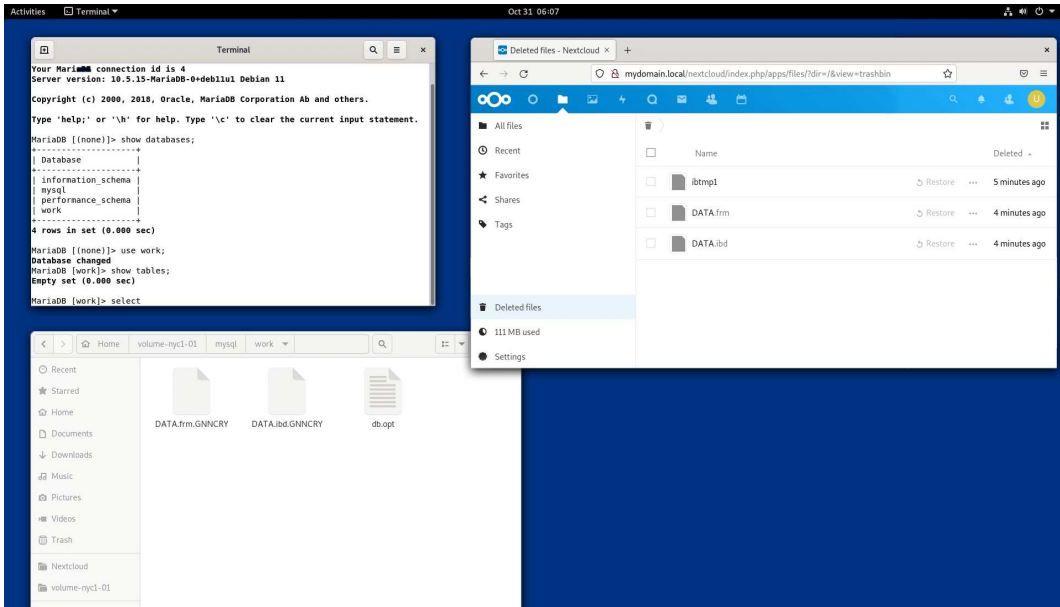 Activities Terminal Oct 31 06:07
Terminal
Your MariaDB connection id is 4
Server version: 10.5.15-MariaDB-0+deb11u1 Debian 11
Copyright (c) 2000, 2018, Oracle, MariaDB Corporation Ab and others.
Type 'help;' or '\h' for help. Type '\c' to clear the current input statement.
MariaDB [(none)]> show databases;
+--------------------+
| Database |
+--------------------+
| information_schema |
| mysql |
| performance_schema |
| work |
+--------------------+
4 rows in set (0.000 sec)
MariaDB [(none)]> use work;
Database changed
MariaDB [work]> show tables;
Empty set (0.000 sec)
MariaDB [work]> select
Deleted files - Nextcloud
mydomain.local/nextcloud/index.php/apps/files/?dir=/&view=trashbin
U
All files
Recent
Favorites
Shares
Tags
Deleted files
111 MB used
Settings
Name Deleted
ibtmp1 Restore 5 minutes ago
DATA.frm Restore 4 minutes ago
DATA.ibd Restore 4 minutes ago
Home volume-nyc1-01 mysql work
Recent
Starred
Home
Documents
Downloads
Music
Pictures
Videos
Trash
Nextcloud
volume-nyc1-01
DATA.frm.GNNCRY DATA.ibd.GNNCRY db.opt